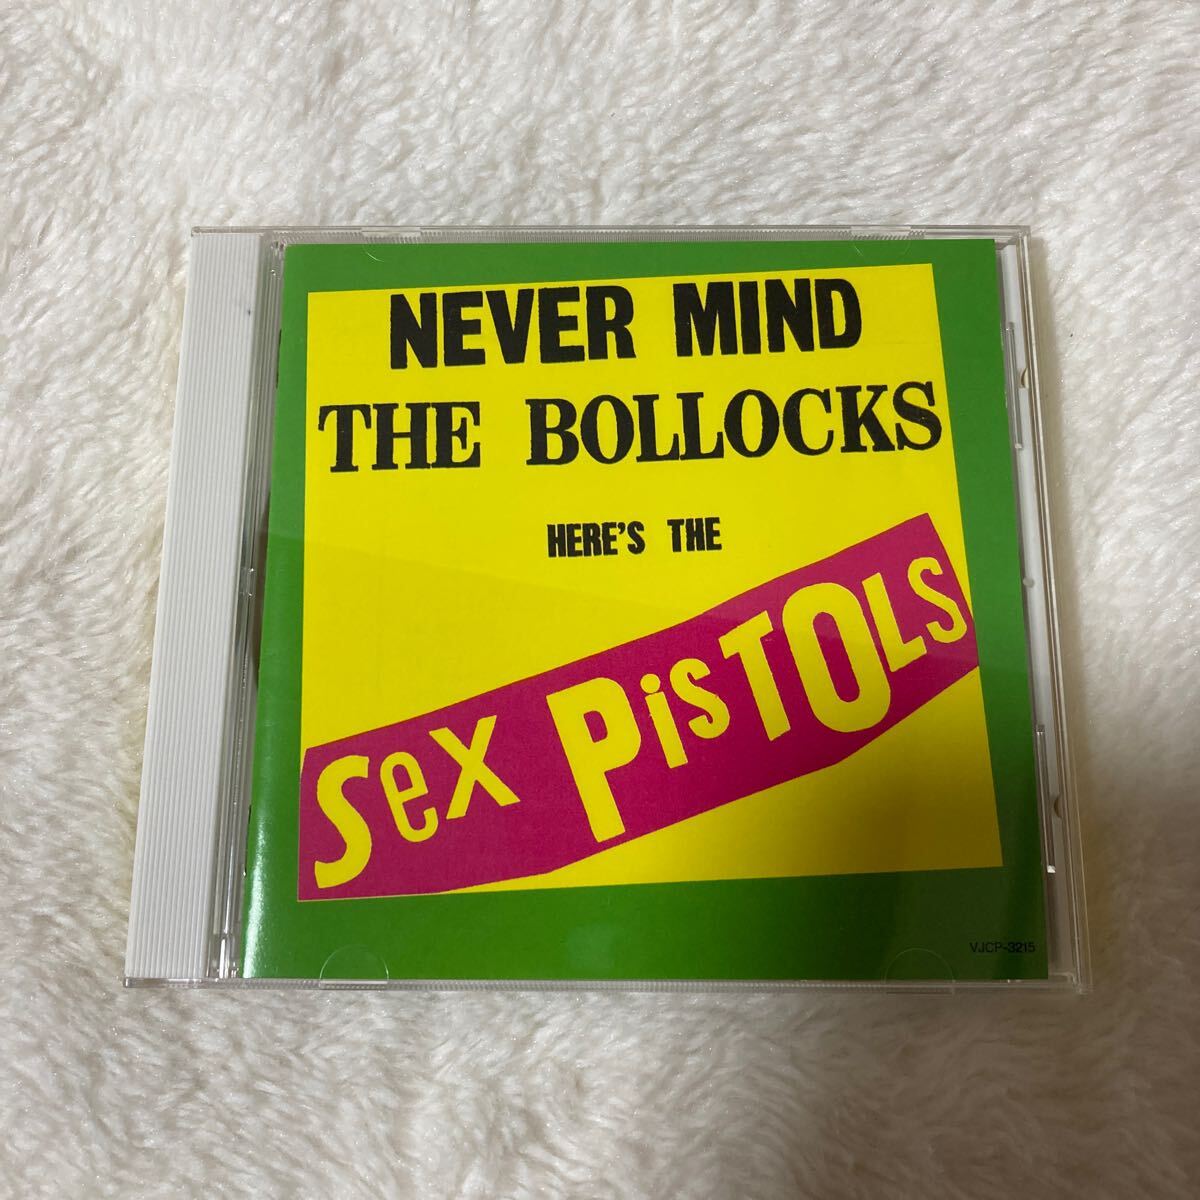 NEVER MIND
THE BOLLOCKS
HERE'S THE
Sex PisTOLS
VJCP-3215